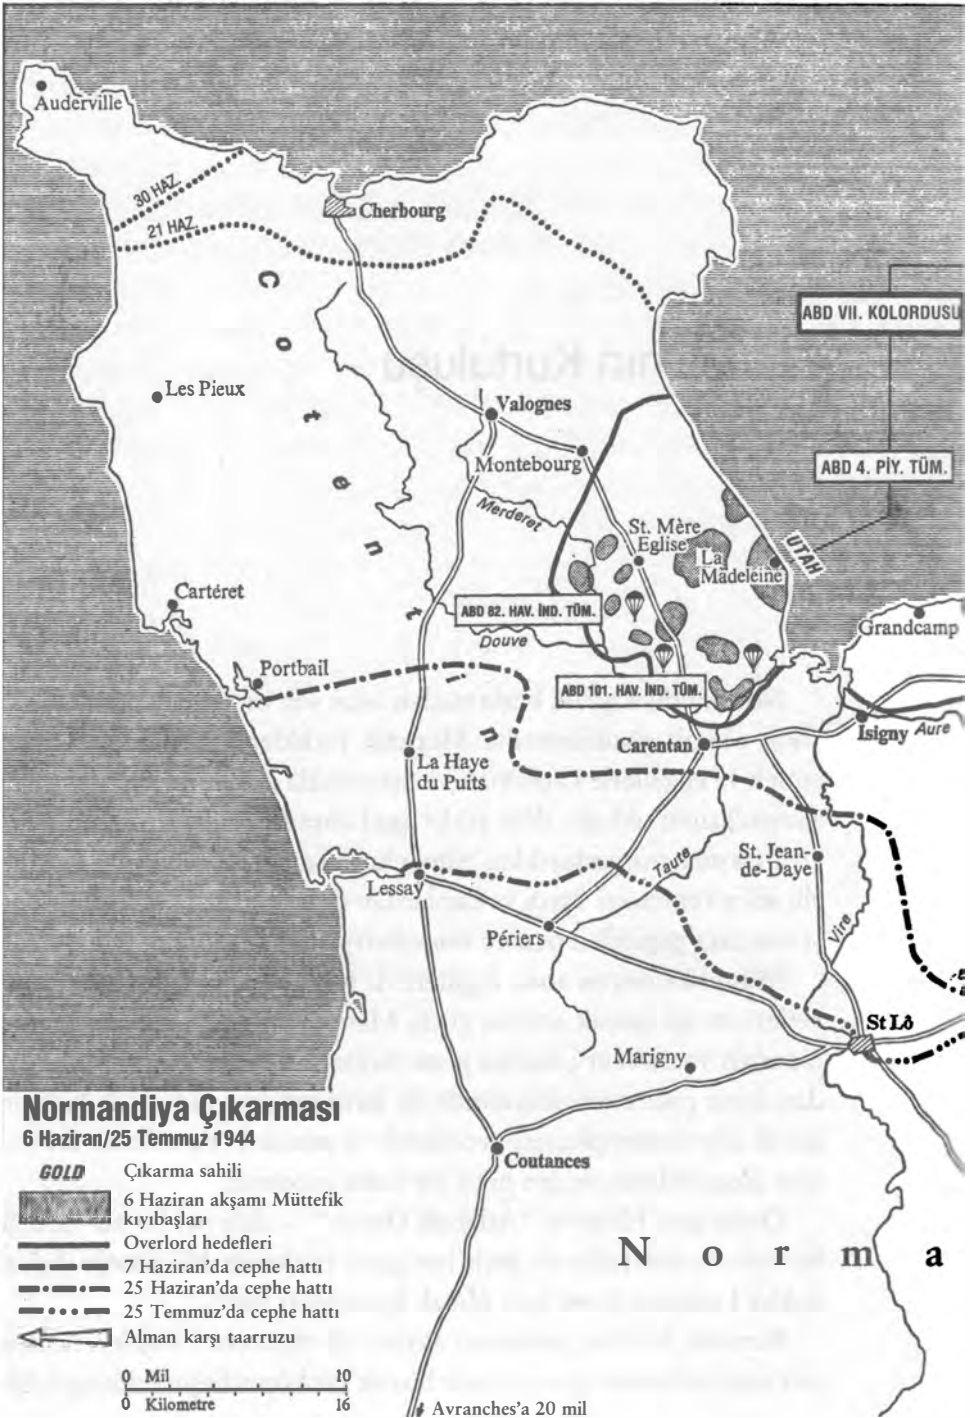 Auderville
30 HAZ.
21 HAZ.
Cherbourg
Cotentin
ABD VII. KOLORDUSU
Les Pieux
Valognes
Montebourg
ABD 4. PİY. TÜM.
Merderet
St. Mère
Eglise
La
Madeleine
UTAH
Cartéret
ABD 82. HAV. İND. TÜM.
Grandcamp
Douve
Portbail
ABD 101. HAV. İND. TÜM.
Carentan
Isigny
Aure
La Haye
du Puits
St. Jean-
de-Daye
Taute
Lessay
Périers
Vire
St Lô
Marigny
Normandiya Çıkarması
6 Haziran/25 Temmuz 1944
Coutances
GOLD Çıkarma sahili
6 Haziran akşamı Müttefik
kıyıbaşları
Overlord hedefleri
7 Haziran'da cephe hattı
25 Haziran'da cephe hattı
25 Temmuz'da cephe hattı
Alman karşı taarruzu
Norma
Mil
0 10
Kilometre 16
Avranches'a 20 mil